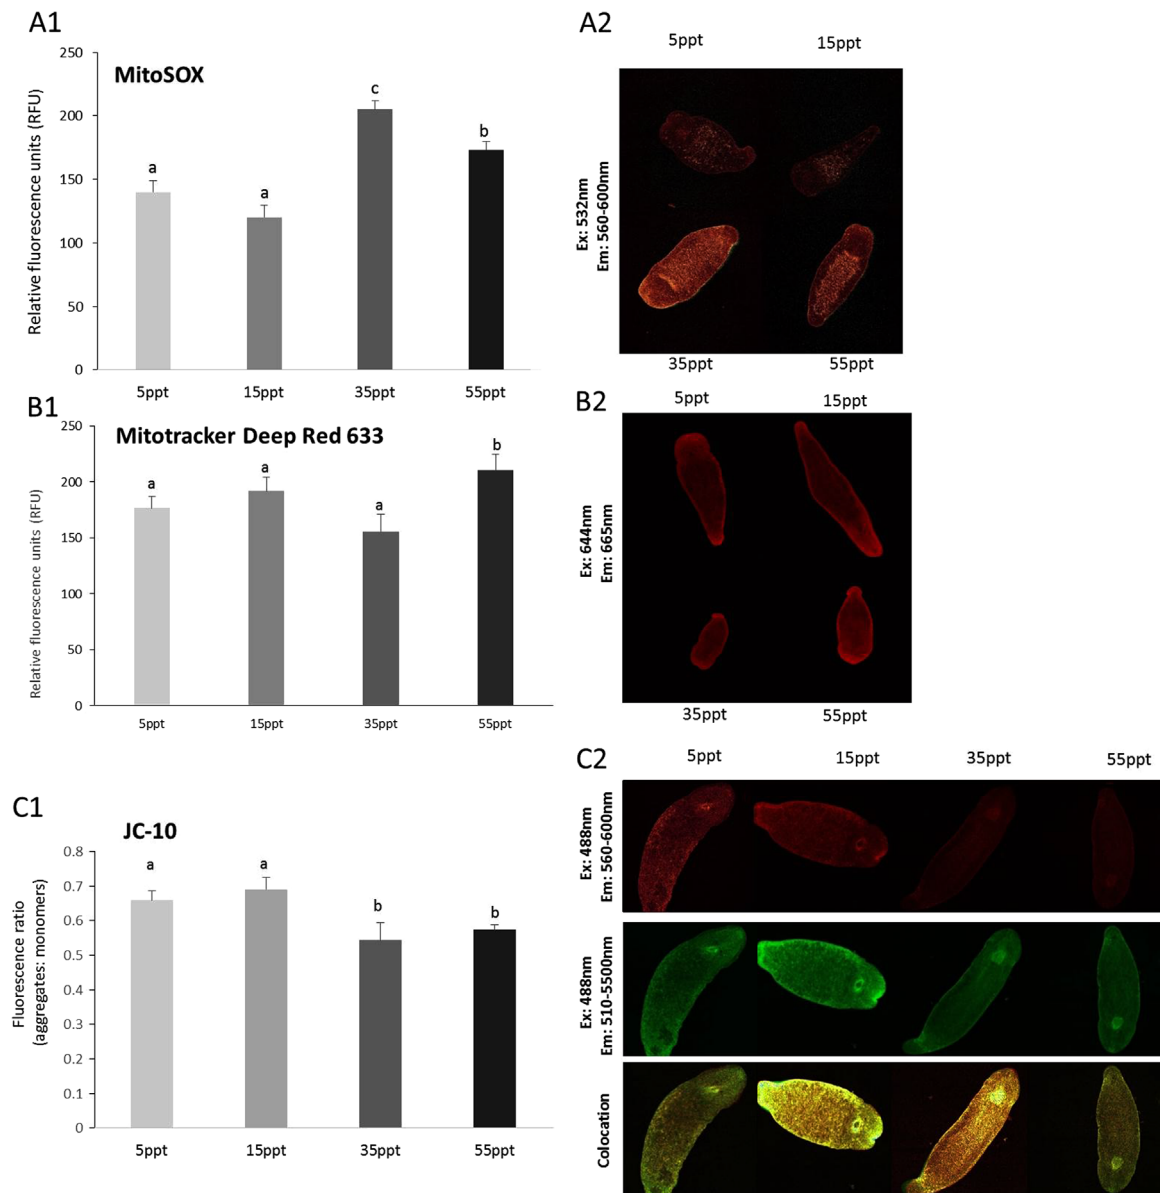 A1
MitoSOX
Relative fluorescence units (RFU)
250
200
150
100
50
0
a
a
c
b
5ppt
15ppt
35ppt
55ppt
A2
5ppt
15ppt
Ex: 532nm
Em: 560-600nm
35ppt
55ppt
B1
Mitotracker Deep Red 633
Relative fluorescence units (RFU)
250
200
150
100
50
0
a
a
a
b
5ppt
15ppt
35ppt
55ppt
B2
5ppt
15ppt
Ex: 644nm
Em: 665nm
35ppt
55ppt
C1
JC-10
Fluorescence ratio
(aggregates: monomers)
0.8
0.7
0.6
0.5
0.4
0.3
0.2
0.1
0
a
a
b
b
5ppt
15ppt
35ppt
55ppt
C2
5ppt
15ppt
35ppt
55ppt
Ex: 488nm
Em: 560-600nm
Ex: 488nm
Em: 510-5500nm
Colocation